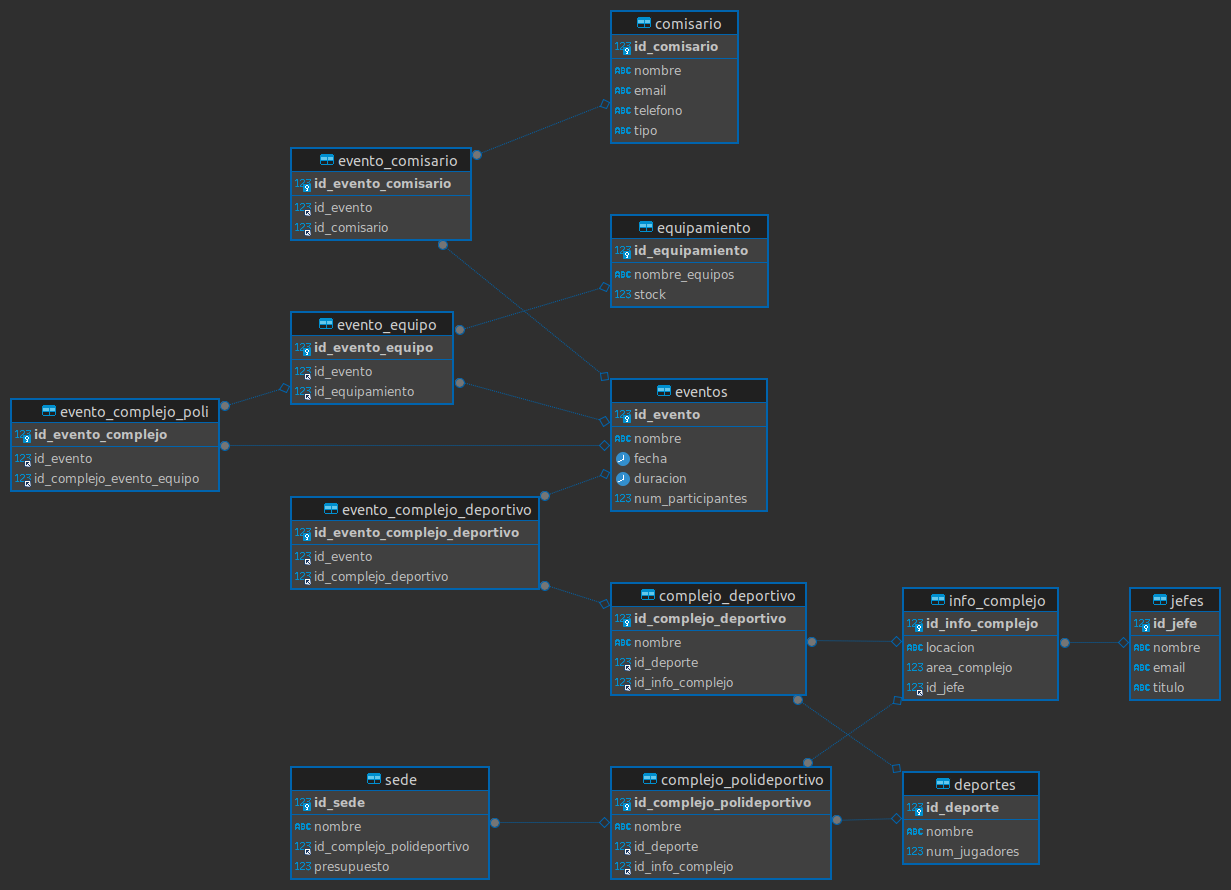 comisario
123 id_comisario
ABC nombre
ABC email
ABC telefono
ABC tipo
evento_comisario
123 id_evento_comisario
123 id_evento
123 id_comisario
equipamiento
123 id_equipamiento
ABC nombre_equipos
123 stock
evento_equipo
123 id_evento_equipo
123 id_evento
123 id_equipamiento
eventos
123 id_evento
ABC nombre
fecha
duracion
123 num_participantes
evento_complejo_poli
123 id_evento_complejo
123 id_evento
123 id_complejo_evento_equipo
evento_complejo_deportivo
123 id_evento_complejo_deportivo
123 id_evento
123 id_complejo_deportivo
complejo_deportivo
123 id_complejo_deportivo
ABC nombre
123 id_deporte
123 id_info_complejo
info_complejo
123 id_info_complejo
ABC locacion
123 area_complejo
123 id_jefe
jefes
123 id_jefe
ABC nombre
ABC email
ABC titulo
sede
123 id_sede
ABC nombre
123 id_complejo_polideportivo
123 presupuesto
complejo_polideportivo
123 id_complejo_polideportivo
ABC nombre
123 id_deporte
123 id_info_complejo
deportes
123 id_deporte
ABC nombre
123 num_jugadores